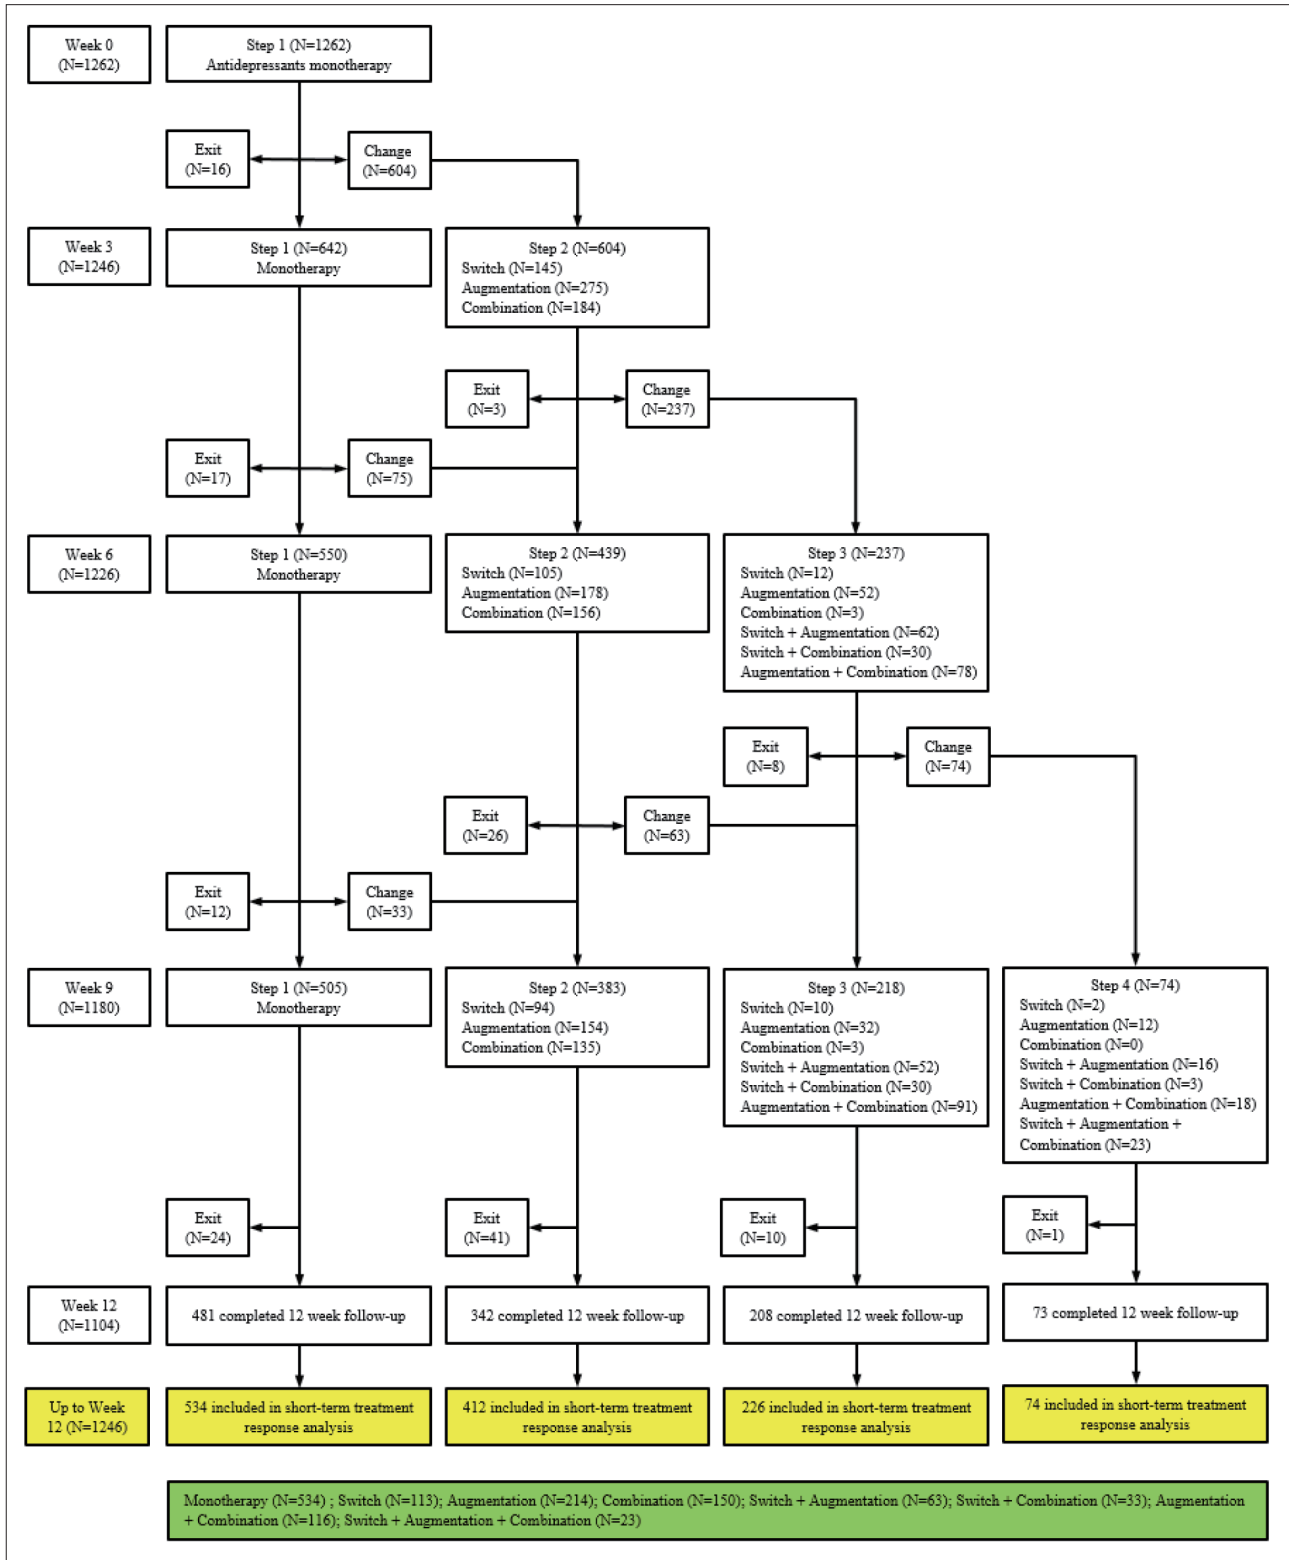 Week 0
(N=1262)
Step 1 (N=1262)
Antidepressants monotherapy
Exit
(N=16)
Change
(N=604)
Week 3
(N=1246)
Step 1 (N=642)
Monotherapy
Step 2 (N=604)
Switch (N=145)
Augmentation (N=275)
Combination (N=184)
Exit
(N=3)
Change
(N=237)
Exit
(N=17)
Change
(N=75)
Week 6
(N=1226)
Step 1 (N=550)
Monotherapy
Step 2 (N=439)
Switch (N=105)
Augmentation (N=178)
Combination (N=156)
Step 3 (N=237)
Switch (N=12)
Augmentation (N=52)
Combination (N=3)
Switch + Augmentation (N=62)
Switch + Combination (N=30)
Augmentation + Combination (N=78)
Exit
(N=8)
Change
(N=74)
Exit
(N=26)
Change
(N=63)
Exit
(N=12)
Change
(N=33)
Week 9
(N=1180)
Step 1 (N=505)
Monotherapy
Step 2 (N=383)
Switch (N=94)
Augmentation (N=154)
Combination (N=135)
Step 3 (N=218)
Switch (N=10)
Augmentation (N=32)
Combination (N=3)
Switch + Augmentation (N=52)
Switch + Combination (N=30)
Augmentation + Combination (N=91)
Step 4 (N=74)
Switch (N=2)
Augmentation (N=12)
Combination (N=0)
Switch + Augmentation (N=16)
Switch + Combination (N=3)
Augmentation + Combination (N=18)
Switch + Augmentation +
Combination (N=23)
Exit
(N=24)
Exit
(N=41)
Exit
(N=10)
Exit
(N=1)
Week 12
(N=1104)
481 completed 12 week follow-up
342 completed 12 week follow-up
208 completed 12 week follow-up
73 completed 12 week follow-up
Up to Week
12 (N=1246)
534 included in short-term treatment
response analysis
412 included in short-term treatment
response analysis
226 included in short-term treatment
response analysis
74 included in short-term treatment
response analysis
Monotherapy (N=534) ; Switch (N=113); Augmentation (N=214); Combination (N=150); Switch + Augmentation (N=63); Switch + Combination (N=33); Augmentation
+ Combination (N=116); Switch + Augmentation + Combination (N=23)